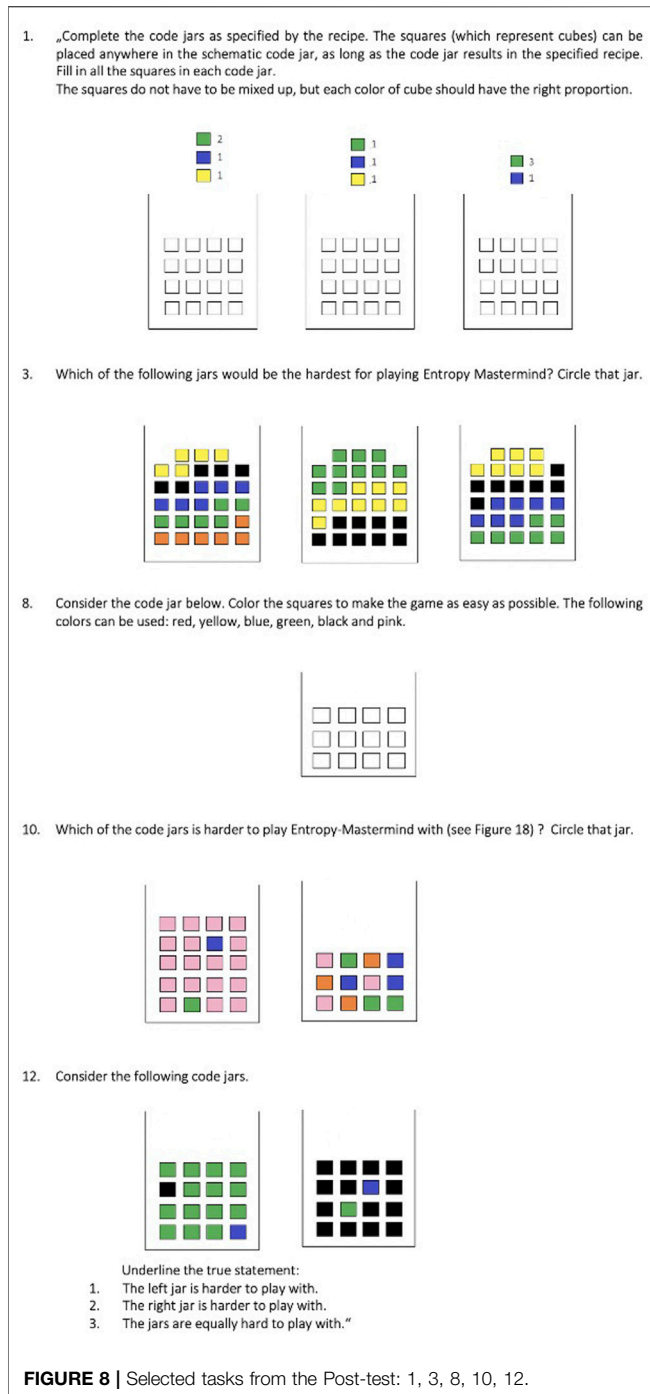 1. „Complete the code jars as specified by the recipe. The squares (which represent cubes) can be
placed anywhere in the schematic code jar, as long as the code jar results in the specified recipe.
Fill in all the squares in each code jar.
The squares do not have to be mixed up, but each color of cube should have the right proportion.
2
1
1
1
.1
.1
3
1
3. Which of the following jars would be the hardest for playing Entropy Mastermind? Circle that jar.
8. Consider the code jar below. Color the squares to make the game as easy as possible. The following
colors can be used: red, yellow, blue, green, black and pink.
10. Which of the code jars is harder to play Entropy-Mastermind with (see Figure 18) ? Circle that jar.
12. Consider the following code jars.
Underline the true statement:
1. The left jar is harder to play with.
2. The right jar is harder to play with.
3. The jars are equally hard to play with.“
FIGURE 8 | Selected tasks from the Post-test: 1, 3, 8, 10, 12.